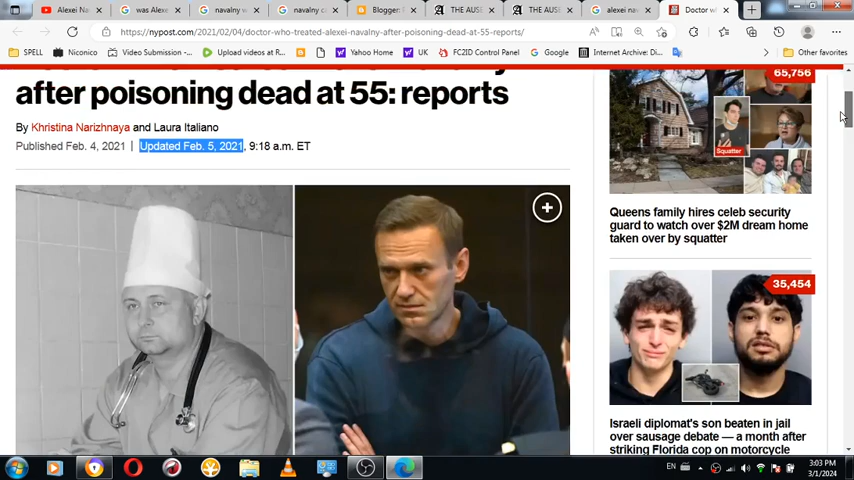 Alexei Na
was Alexei
navalny w
navalny c
Blogger: F
THE AUSE
THE AUSE
alexei nav
Doctor wh
https://nypost.com/2021/02/04/doctor-who-treated-alexei-navalny-after-poisoning-dead-at-55-reports/
SPELL
Niconico
Video Submission -...
Upload videos at R...
Yahoo Home
UK
FC2ID Control Panel
Google
Internet Archive: Di...
Other favorites
after poisoning dead at 55: reports
By Khristina Narizhnaya and Laura Italiano
Published Feb. 4, 2021 | Updated Feb. 5, 2021, 9:18 a.m. ET
65,756
Squatter
Queens family hires celeb security
guard to watch over $2M dream home
taken over by squatter
35,454
Israeli diplomat's son beaten in jail
over sausage debate — a month after
striking Florida cop on motorcycle
EN
3:03 PM
3/1/2024